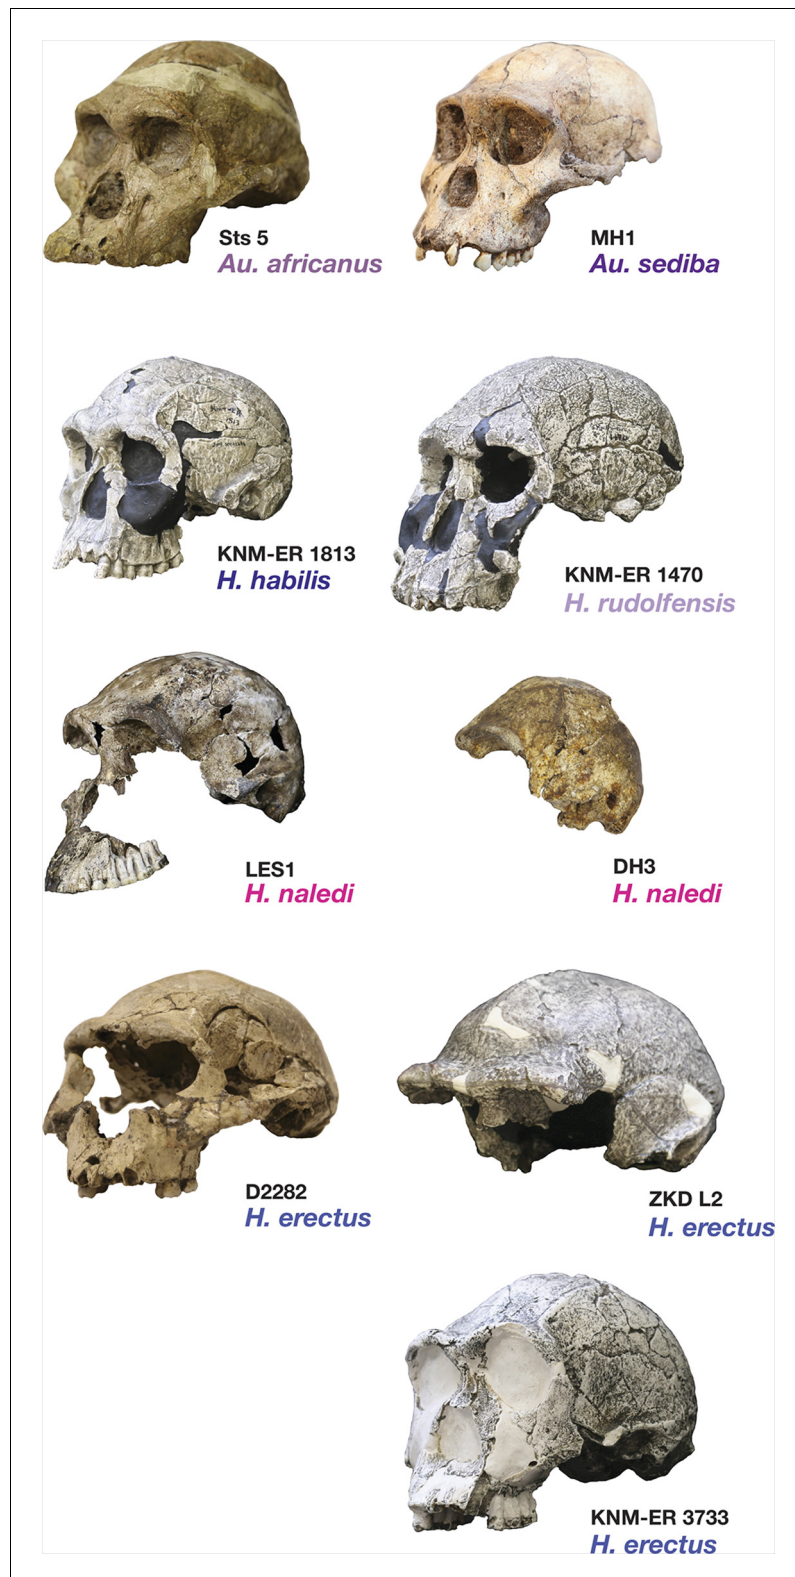 Sts 5
Au. africanus
MH1
Au. sediba
KNM-ER 1813
H. habilis
KNM-ER 1470
H. rudolfensis
LES1
H. naledi
DH3
H. naledi
D2282
H. erectus
ZKD L2
H. erectus
KNM-ER 3733
H. erectus